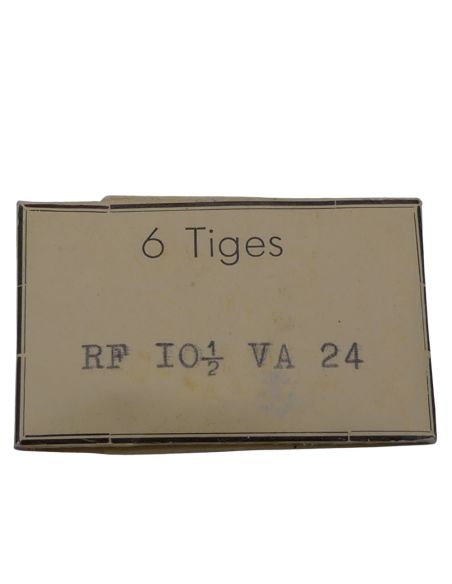 6 Tiges
RF IO½ VA 24